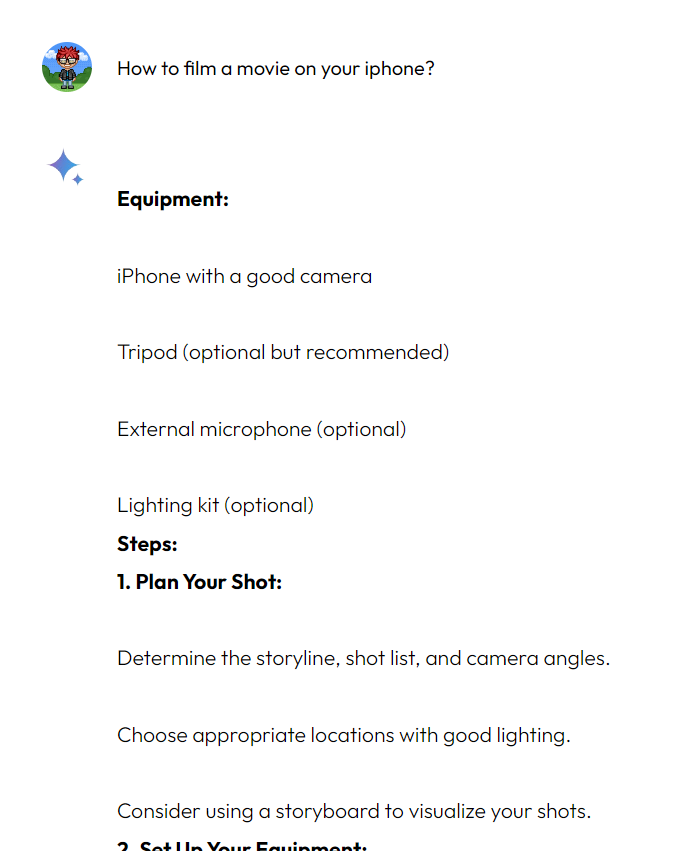 How to film a movie on your iphone?
Equipment:
iPhone with a good camera
Tripod (optional but recommended)
External microphone (optional)
Lighting kit (optional)
Steps:
1. Plan Your Shot:
Determine the storyline, shot list, and camera angles.
Choose appropriate locations with good lighting.
Consider using a storyboard to visualize your shots.
2. Set Up Your Equipment: